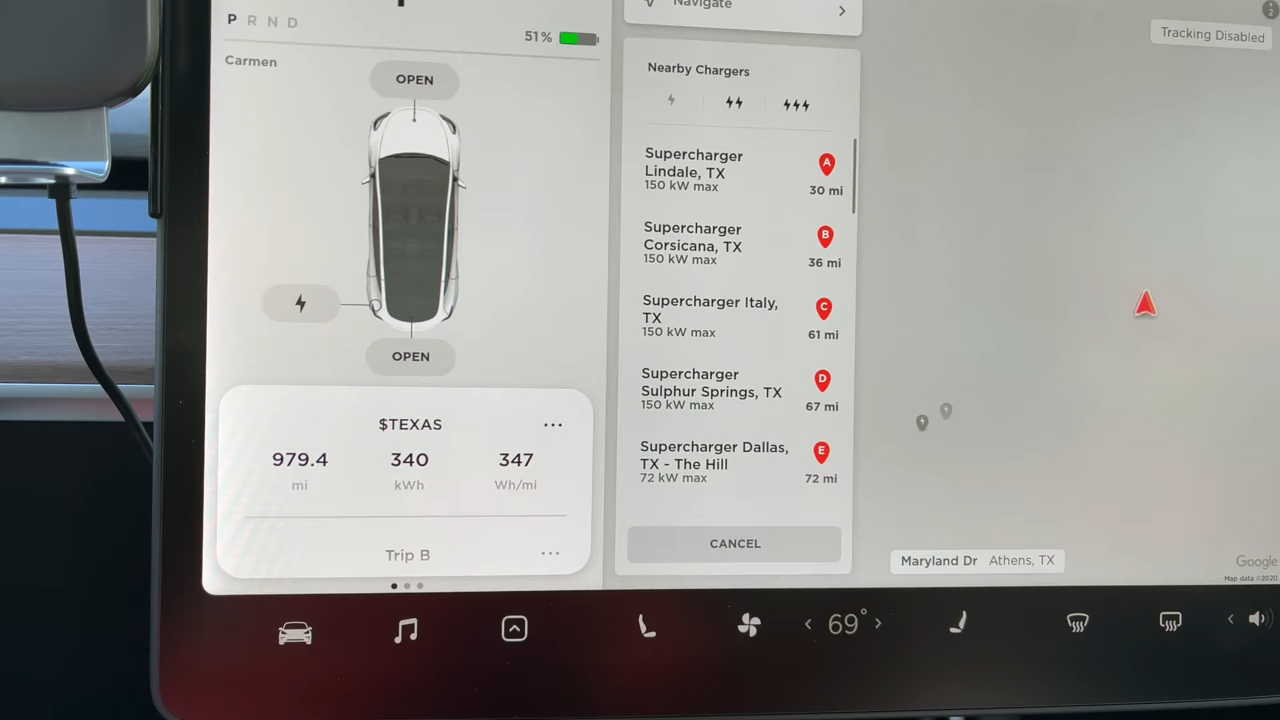 P R N D
51%
Carmen
OPEN
OPEN
$TEXAS
...
979.4
340
347
mi
kWh
Wh/mi
Trip B
...
Navigate
Nearby Chargers
Supercharger
Lindale, TX
150 kW max
A
30 mi
Supercharger
Corsicana, TX
150 kW max
B
36 mi
Supercharger Italy,
TX
150 kW max
C
61 mi
Supercharger
Sulphur Springs, TX
150 kW max
D
67 mi
Supercharger Dallas,
TX - The Hill
72 kW max
E
72 mi
CANCEL
Tracking Disabled
Maryland Dr Athens, TX
Google
Map data ©2020
69°